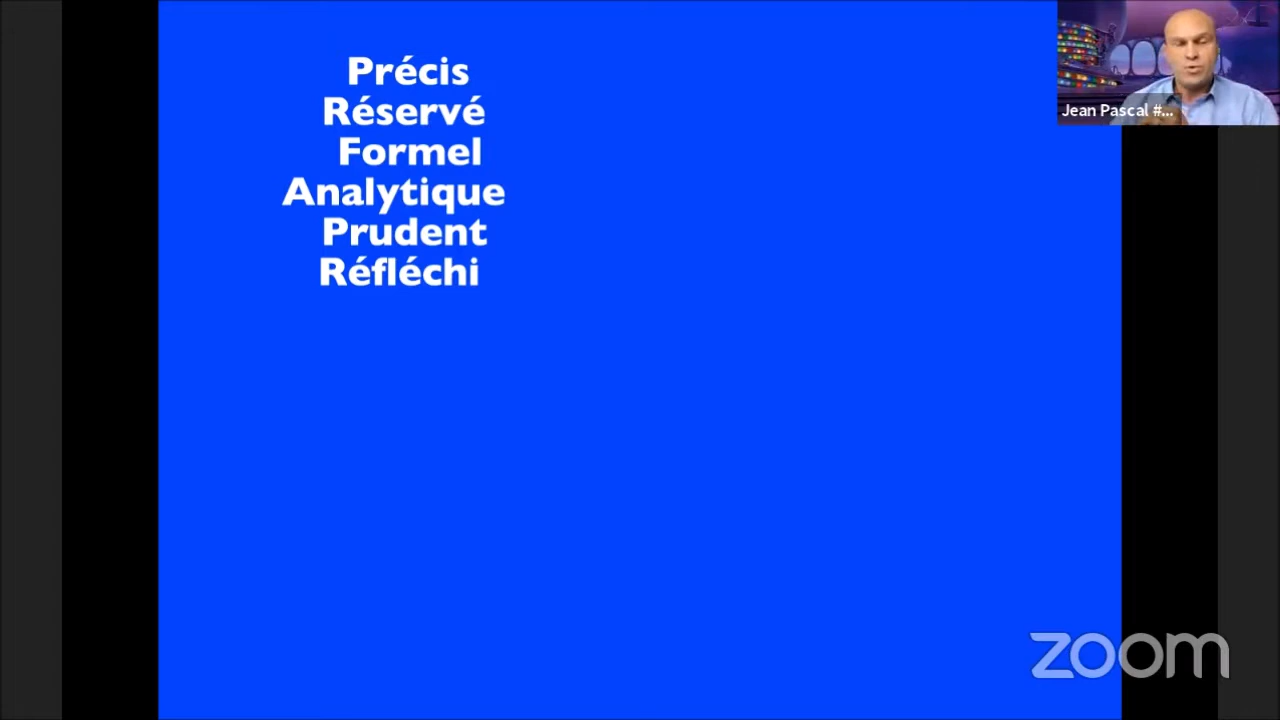 Précis
Réservé
Formel
Analytique
Prudent
Réfléchi
Jean Pascal #...
zoom